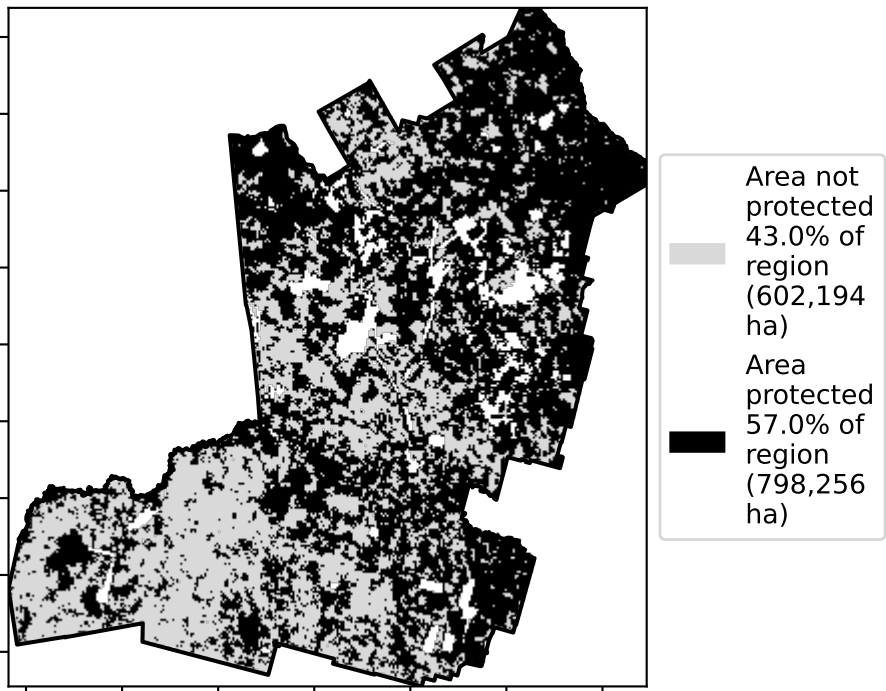 Area not
protected
43.0% of
region
(602,194
ha)
Area
protected
57.0% of
region
(798,256
ha)